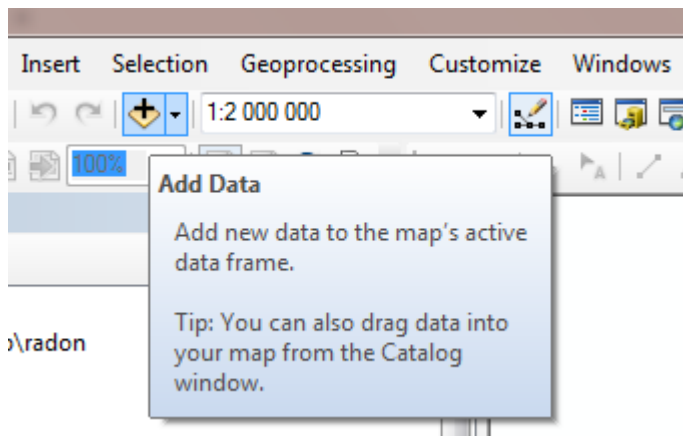 Insert Selection Geoprocessing Customize Windows
1:2 000 000
100%
Add Data
Add new data to the map's active
data frame.
Tip: You can also drag data into
your map from the Catalog
window.
\radon